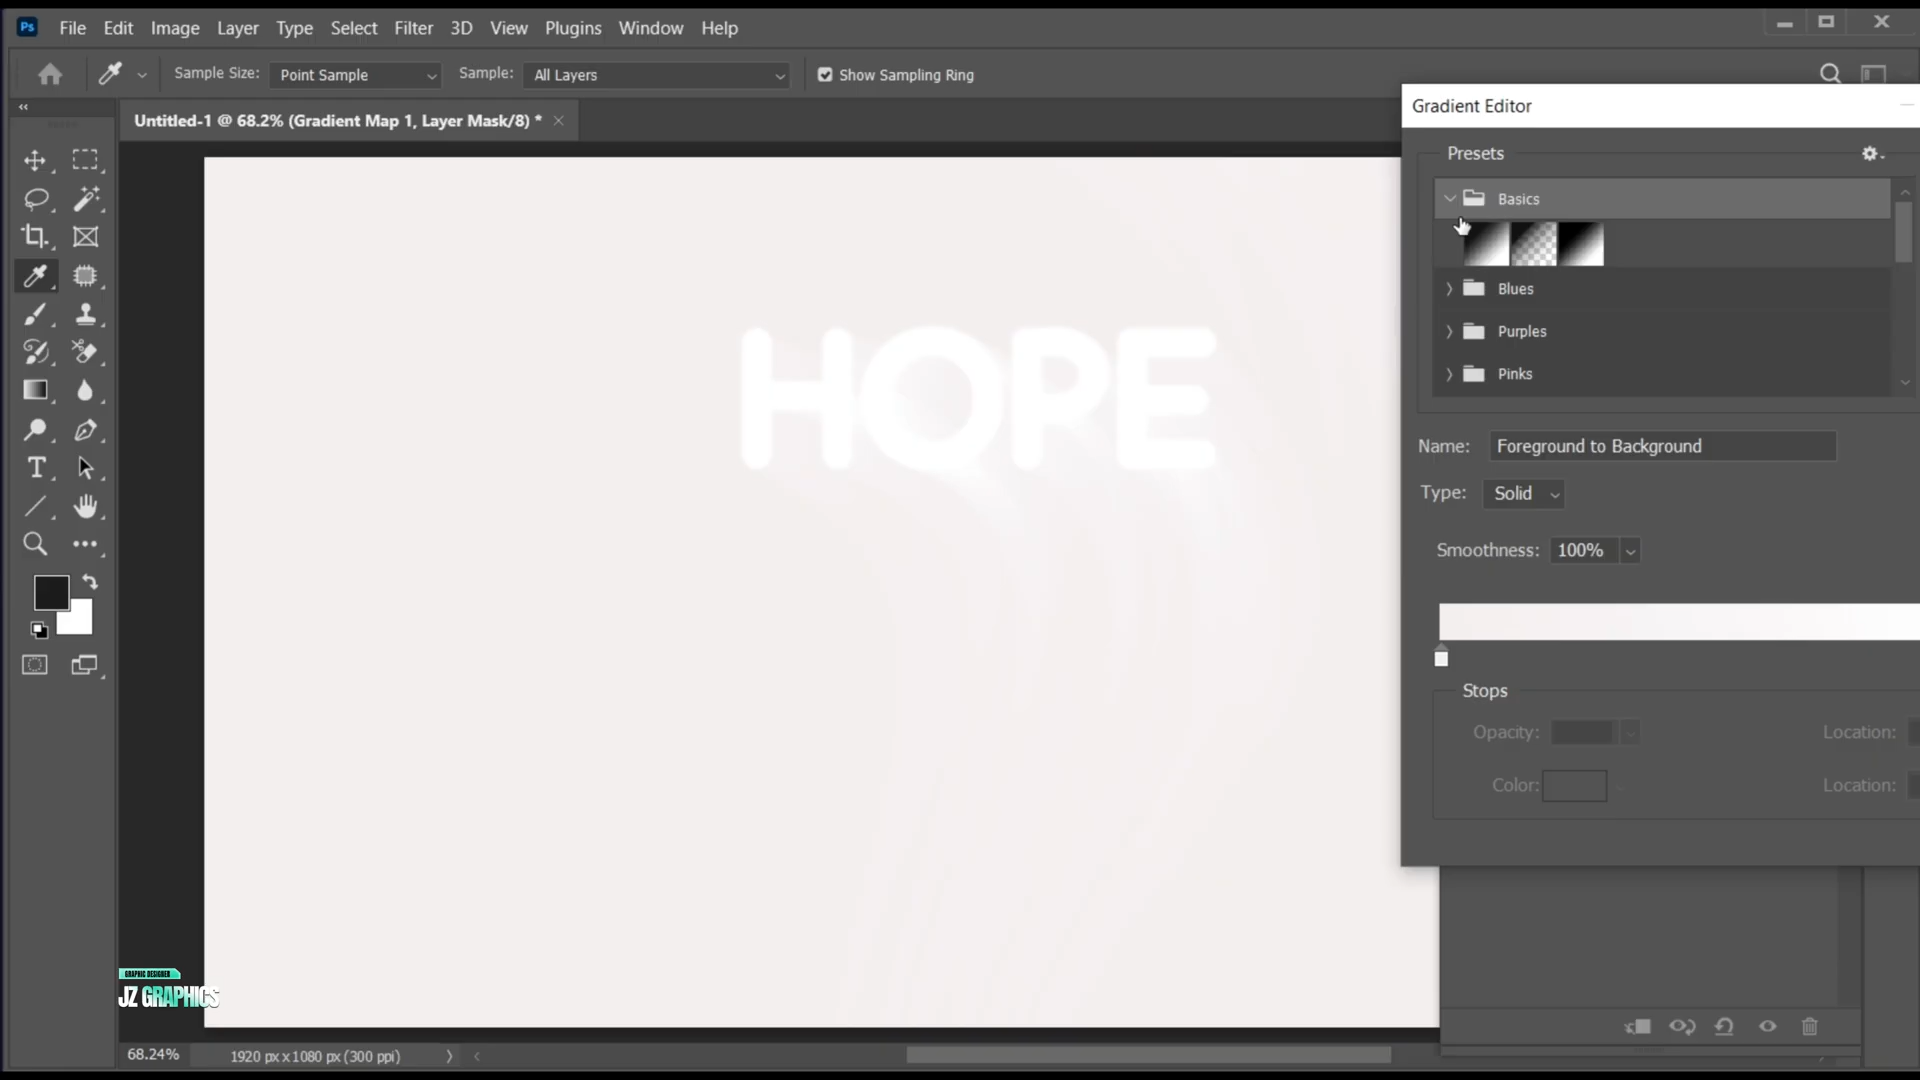 Ps File Edit Image Layer Type Select Filter 3D View Plugins Window Help
Sample Size: Point Sample Sample: All Layers Show Sampling Ring
Untitled-1 @ 68.2% (Gradient Map 1, Layer Mask/8) *
Gradient Editor
Presets
Basics
Blues
Purples
Pinks
HOPE
Name: Foreground to Background
Type: Solid
Smoothness: 100%
Stops
Opacity: Location:
Color: Location:
GRAPHIC DESIGNER
JZ GRAPHICS
68.24% 1920 px x 1080 px (300 ppi)